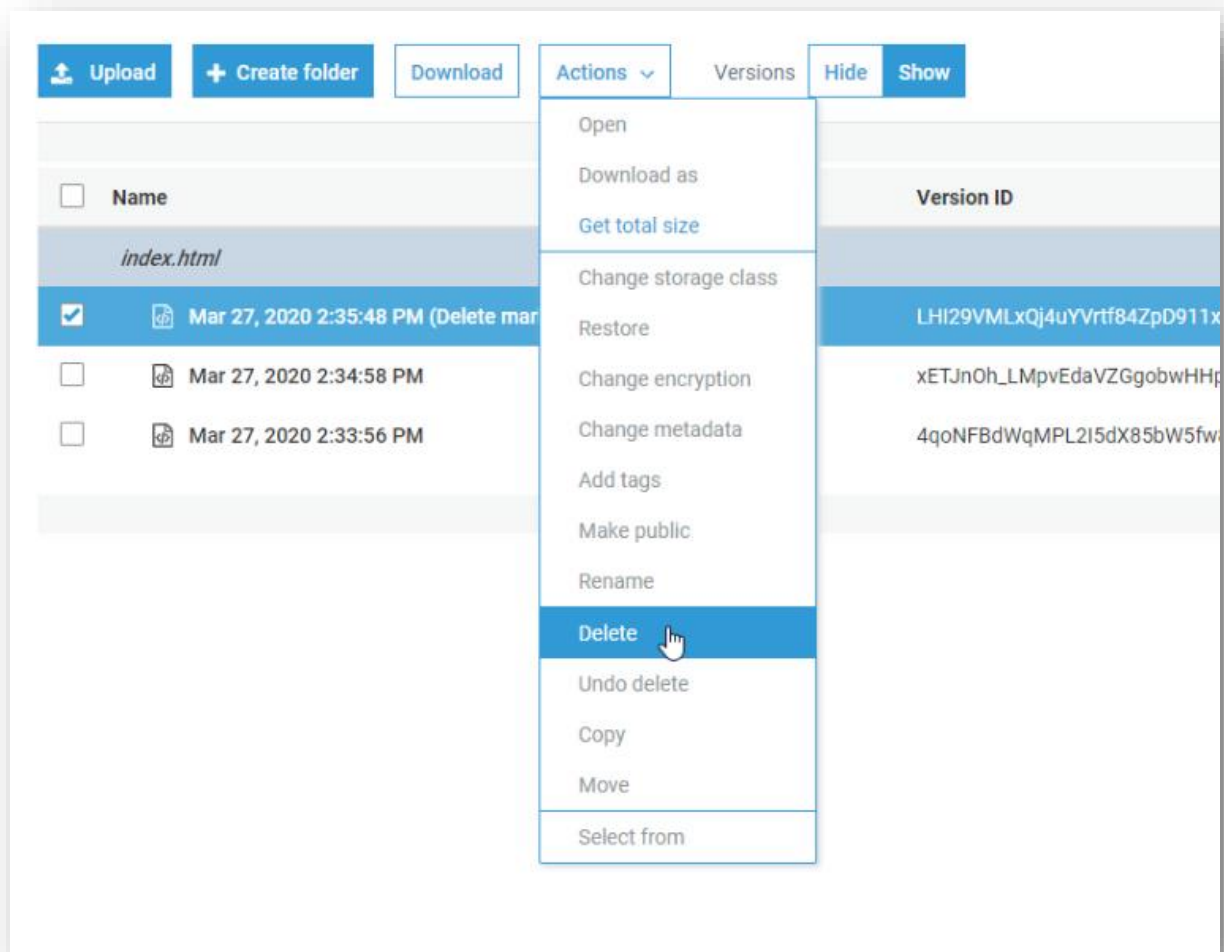 Upload Create folder Download Actions Versions Hide Show
Open
Download as
Get total size
Name Version ID
index.html
Change storage class
Mar 27, 2020 2:35:48 PM (Delete mar LHI29VMLxQj4uYVrtf84ZpD911x
Restore
Mar 27, 2020 2:34:58 PM xETJnOh_LMpvEdaVZGgobwHHp
Change encryption
Change metadata
Mar 27, 2020 2:33:56 PM 4qoNFBdWqMPL2I5dX85bW5fw
Add tags
Make public
Rename
Delete
Undo delete
Copy
Move
Select from